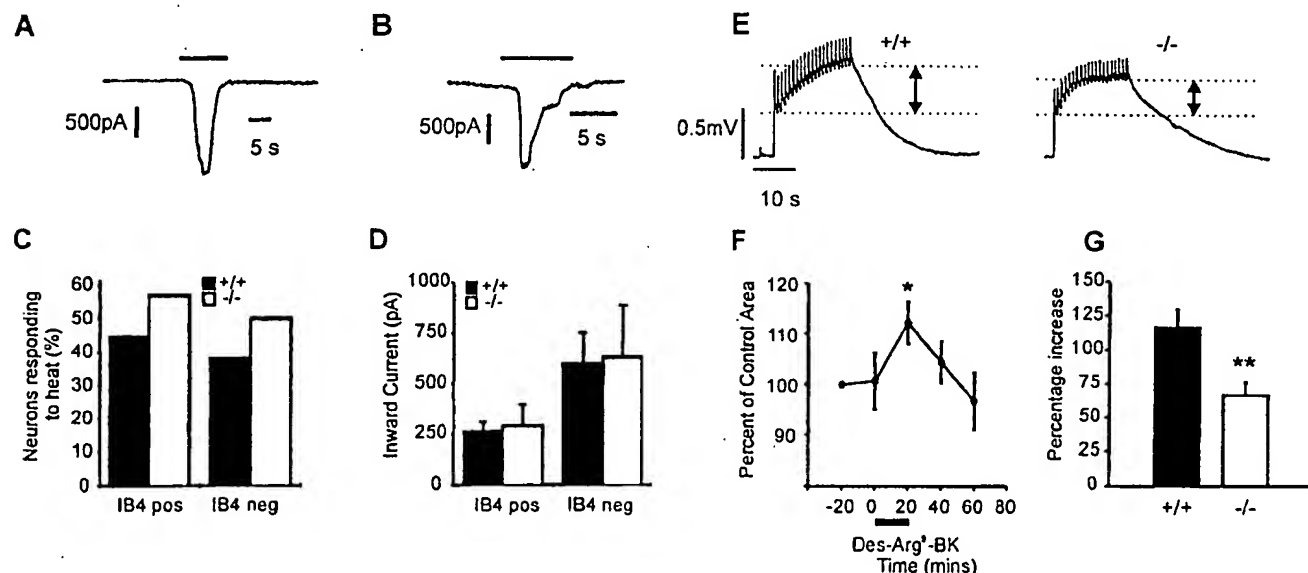 A
500pA
5 s
B
500pA
5 s
E
+/+
-/-
0.5mV
10 s
C
Neurons responding
to heat (%)
60
50
40
30
20
10
0
+/+
-/-
IB4 pos
IB4 neg
D
Inward Current (pA)
1000
750
500
250
0
+/+
-/-
IB4 pos
IB4 neg
F
Percent of Control Area
120
110
100
90
*
-20
0
20
40
60
80
Des-Arg⁹-BK
Time (mins)
G
Percentage increase
150
125
100
75
50
25
0
**
+/+
-/-